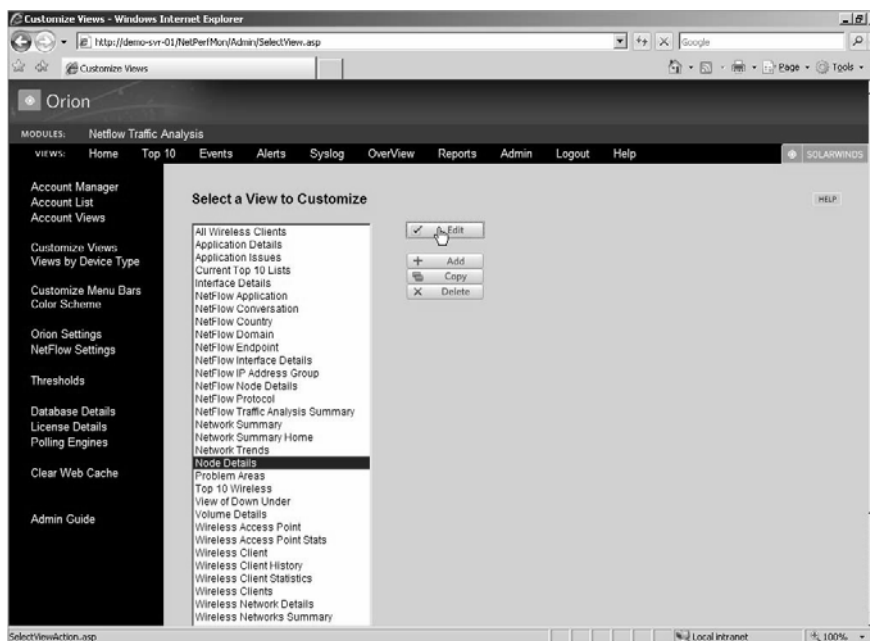 Customize Views - Windows Internet Explorer
http://demo-svr-01/NetPerfMon/Admin/SelectView.asp
Google
Customize Views
Page
Tools
Orion
MODULES: Netflow Traffic Analysis
VIEWS: Home Top 10 Events Alerts Syslog OverView Reports Admin Logout Help SOLARWINDS
Account Manager
Account List
Account Views
Customize Views
Views by Device Type
Customize Menu Bars
Color Scheme
Orion Settings
NetFlow Settings
Thresholds
Database Details
License Details
Polling Engines
Clear Web Cache
Admin Guide
Select a View to Customize
HELP
All Wireless Clients
Application Details
Application Issues
Current Top 10 Lists
Interface Details
NetFlow Application
NetFlow Conversation
NetFlow Country
NetFlow Domain
NetFlow Endpoint
NetFlow Interface Details
NetFlow IP Address Group
NetFlow Node Details
NetFlow Protocol
NetFlow Traffic Analysis Summary
Network Summary
Network Summary Home
Network Trends
Node Details
Problem Areas
Top 10 Wireless
View of Down Under
Volume Details
Wireless Access Point
Wireless Access Point Stats
Wireless Client
Wireless Client History
Wireless Client Statistics
Wireless Clients
Wireless Network Details
Wireless Networks Summary
Edit
Add
Copy
Delete
SelectViewAction.asp
Local intranet
100%